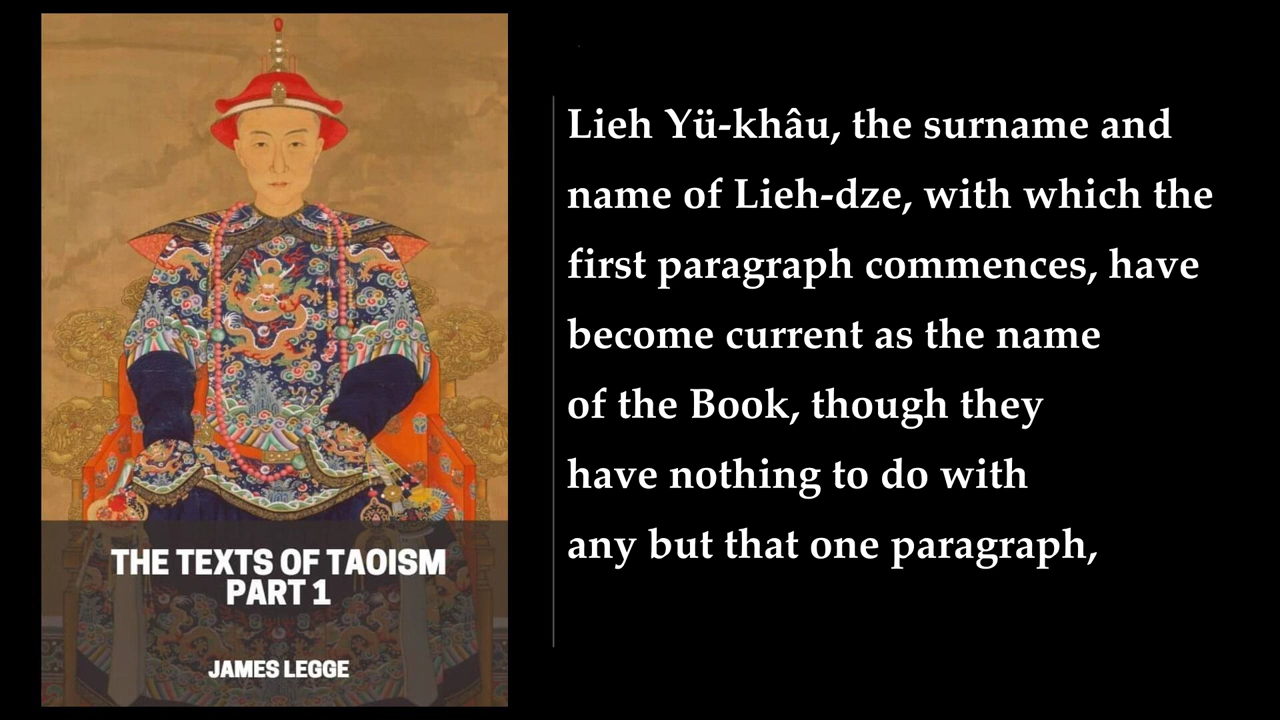 THE TEXTS OF TAOISM
PART 1
JAMES LEGGE
Lieh Yü-khâu, the surname and
name of Lieh-dze, with which the
first paragraph commences, have
become current as the name
of the Book, though they
have nothing to do with
any but that one paragraph,